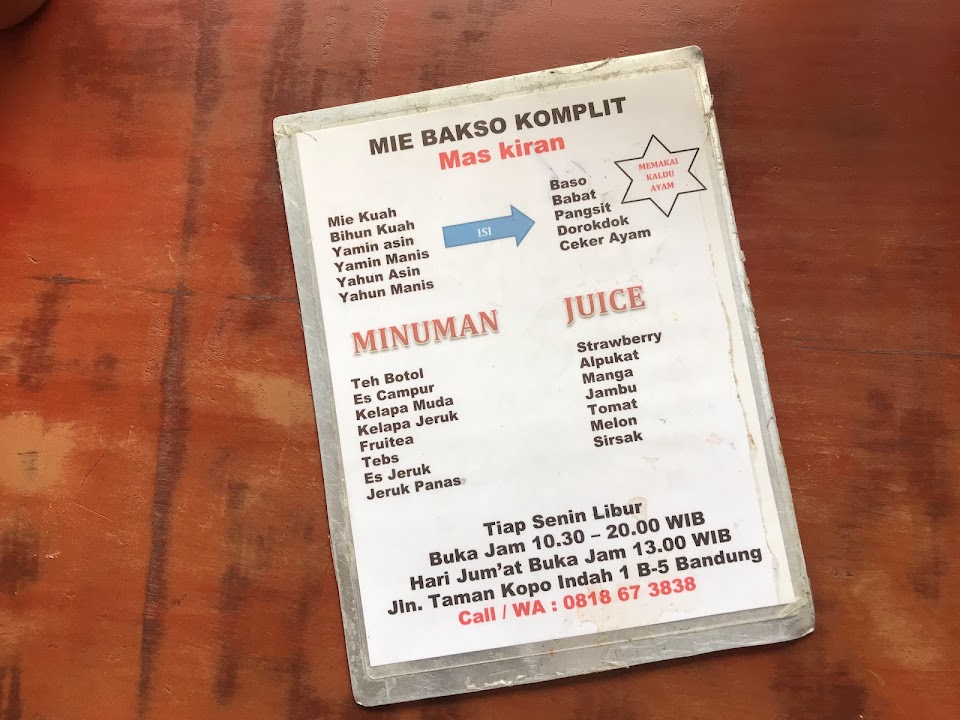 MIE BAKSO KOMPLIT
Mas kiran
MEMAKAI
KALDU
AYAM
Mie Kuah
Bihun Kuah
Yamin asin
Yamin Manis
Yahun Asin
Yahun Manis
ISI
Baso
Babat
Pangsit
Dorokdok
Ceker Ayam
MINUMAN
Teh Botol
Es Campur
Kelapa Muda
Kelapa Jeruk
Fruitea
Tebs
Es Jeruk
Jeruk Panas
JUICE
Strawberry
Alpukat
Manga
Jambu
Tomat
Melon
Sirsak
Tiap Senin Libur
Buka Jam 10.30 – 20.00 WIB
Hari Jum’at Buka Jam 13.00 WIB
Jln. Taman Kopo Indah 1 B-5 Bandung
Call / WA : 0818 67 3838